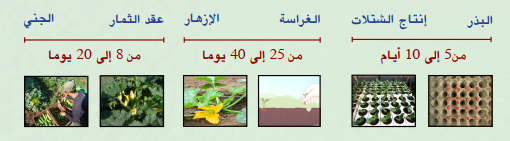 البذر إنتاج الشتلات الغراسة الإزهار عقد الثمار الجني
من5 إلى 10 أيام من 25 إلى 40 يوما من 8 إلى 20 يوما